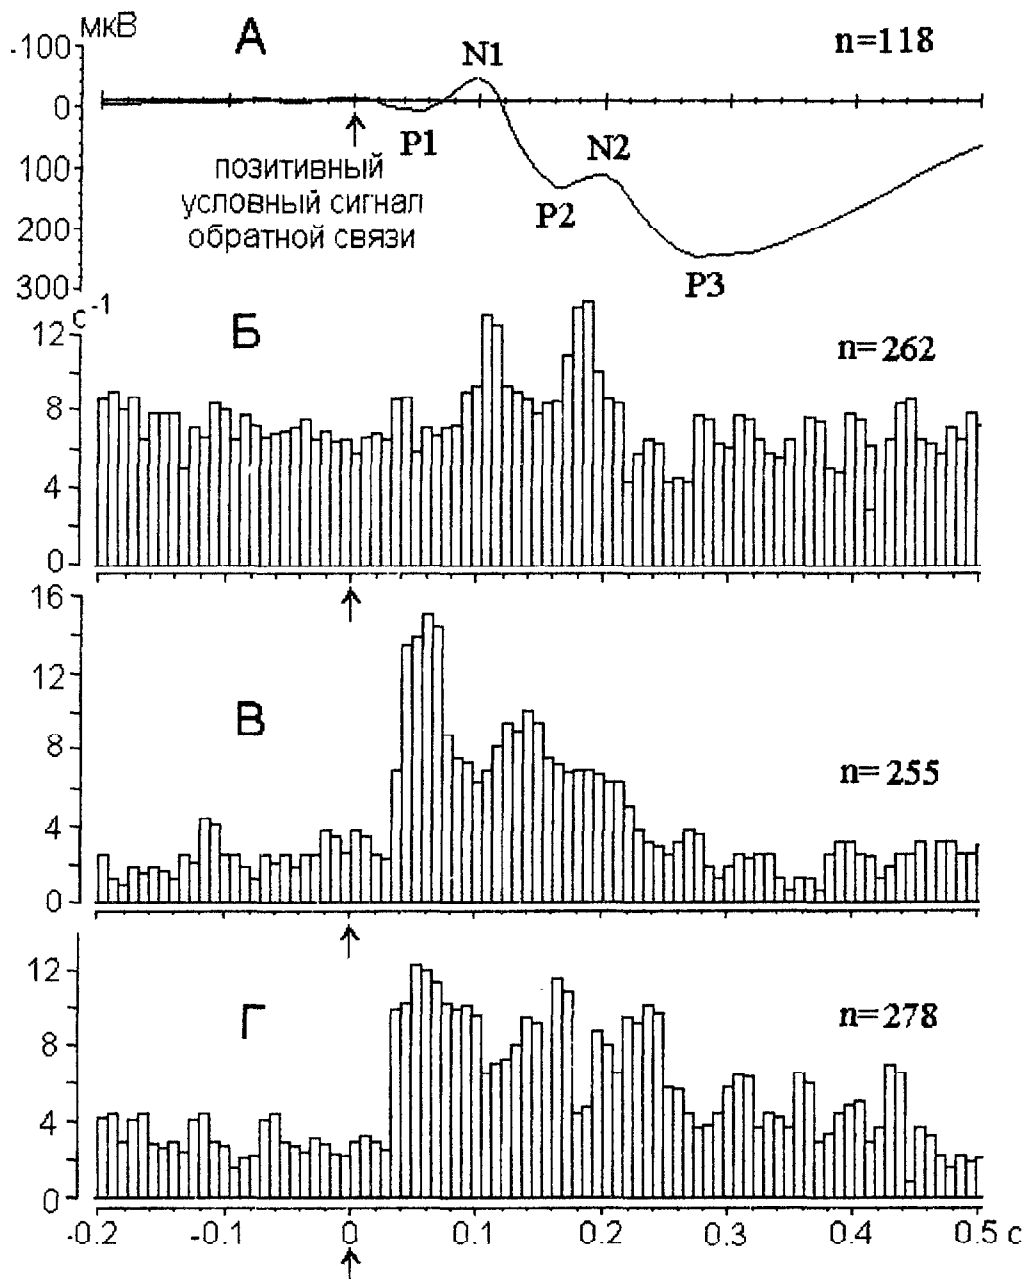 мкВ
-100
0
100
200
300
А
n=118
N1
P1
N2
P2
P3
позитивный
условный сигнал
обратной связи
с-1
12
8
4
0
Б
n=262
16
12
8
4
0
В
n=255
12
8
4
0
Г
n=278
-0.2 -0.1 0 0.1 0.2 0.3 0.4 0.5 с